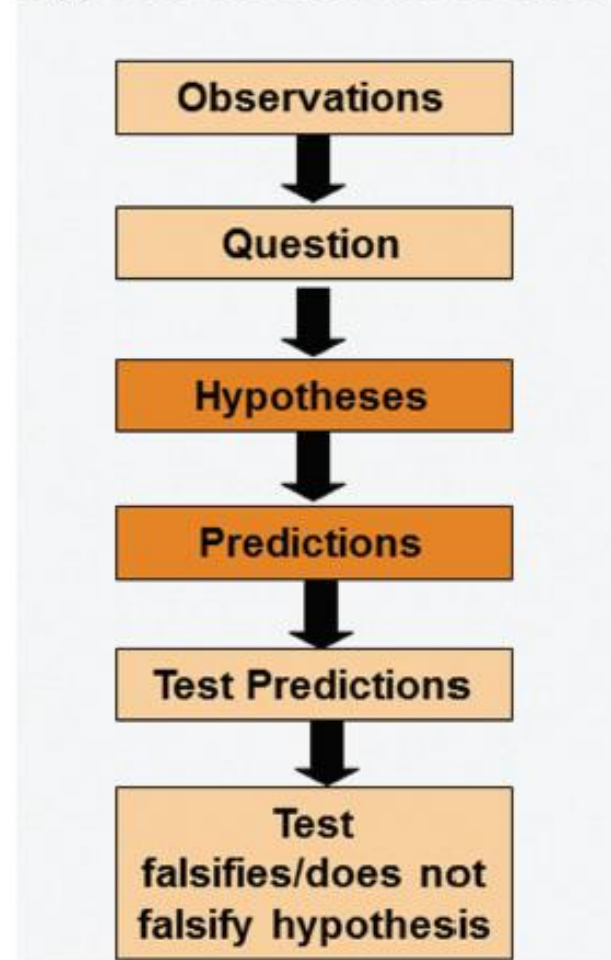 Observations
Question
Hypotheses
Predictions
Test Predictions
Test
falsifies/does not
falsify hypothesis